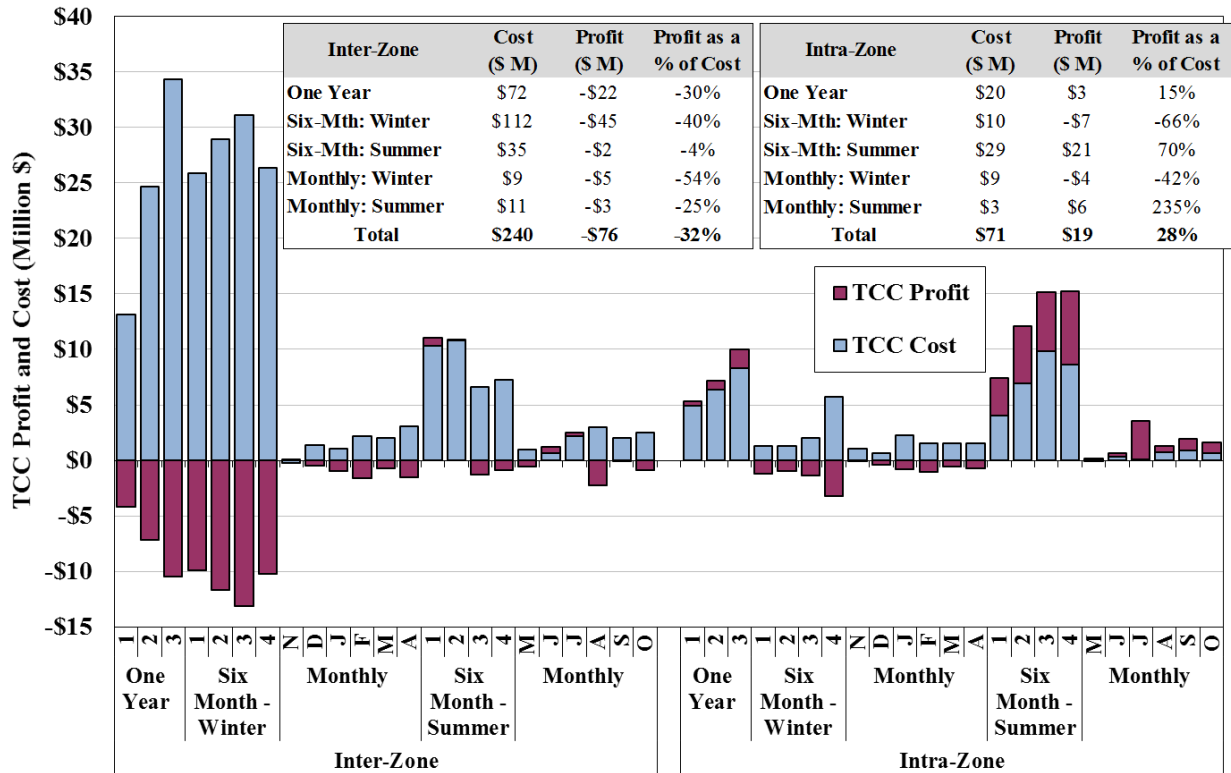 TCC Profit and Cost (Million $)
$40
$35
$30
$25
$20
$15
$10
$5
$0
-$5
-$10
-$15
Inter-Zone Cost ($ M) Profit ($ M) Profit as a % of Cost
One Year $72 -$22 -30%
Six-Mth: Winter $112 -$45 -40%
Six-Mth: Summer $35 -$2 -4%
Monthly: Winter $9 -$5 -54%
Monthly: Summer $11 -$3 -25%
Total $240 -$76 -32%
Intra-Zone Cost ($ M) Profit ($ M) Profit as a % of Cost
One Year $20 $3 15%
Six-Mth: Winter $10 -$7 -66%
Six-Mth: Summer $29 $21 70%
Monthly: Winter $9 -$4 -42%
Monthly: Summer $3 $6 235%
Total $71 $19 28%
TCC Profit
TCC Cost
1 2 3 1 2 3 4 N D J F M A 1 2 3 4 M J J A S O 1 2 3 1 2 3 4 N D J F M A 1 2 3 4 M J J A S O
One Year Six Month - Winter Monthly Six Month - Summer Monthly One Year Six Month - Winter Monthly Six Month - Summer Monthly
Inter-Zone Intra-Zone